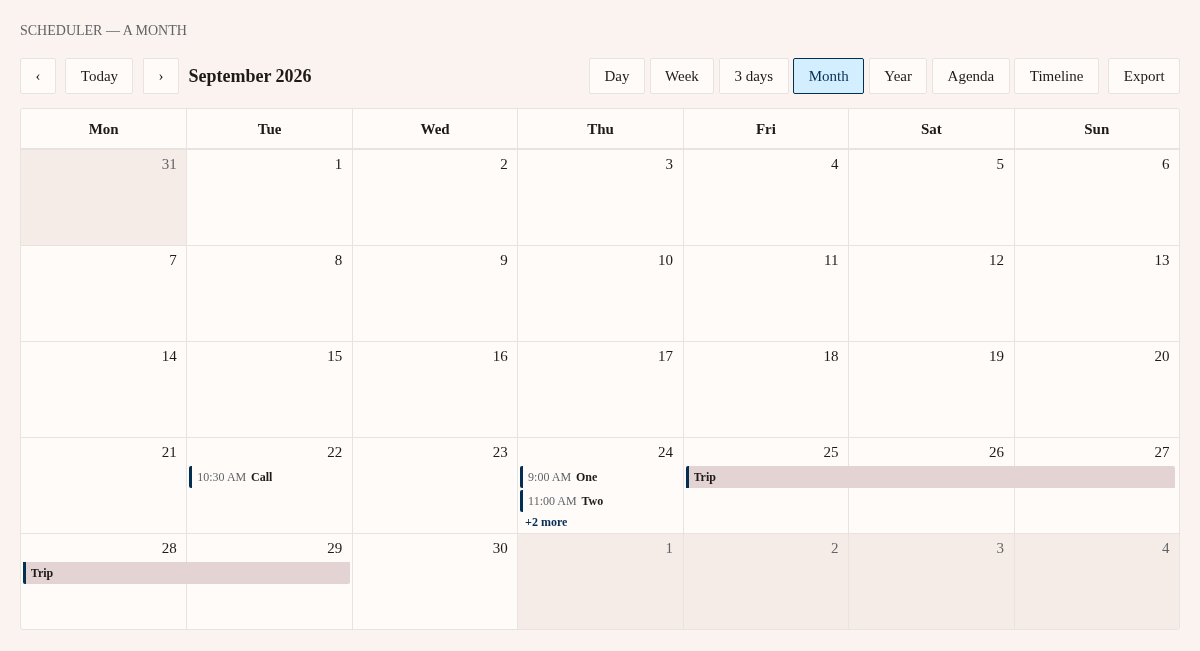 SCHEDULER — A MONTH
‹ Today › September 2026 Day Week 3 days Month Year Agenda Timeline Export
Mon Tue Wed Thu Fri Sat Sun
31 1 2 3 4 5 6
7 8 9 10 11 12 13
14 15 16 17 18 19 20
21 22 23 24 25 26 27
10:30 AM Call 9:00 AM One Trip
11:00 AM Two
+2 more
28 29 30 1 2 3 4
Trip